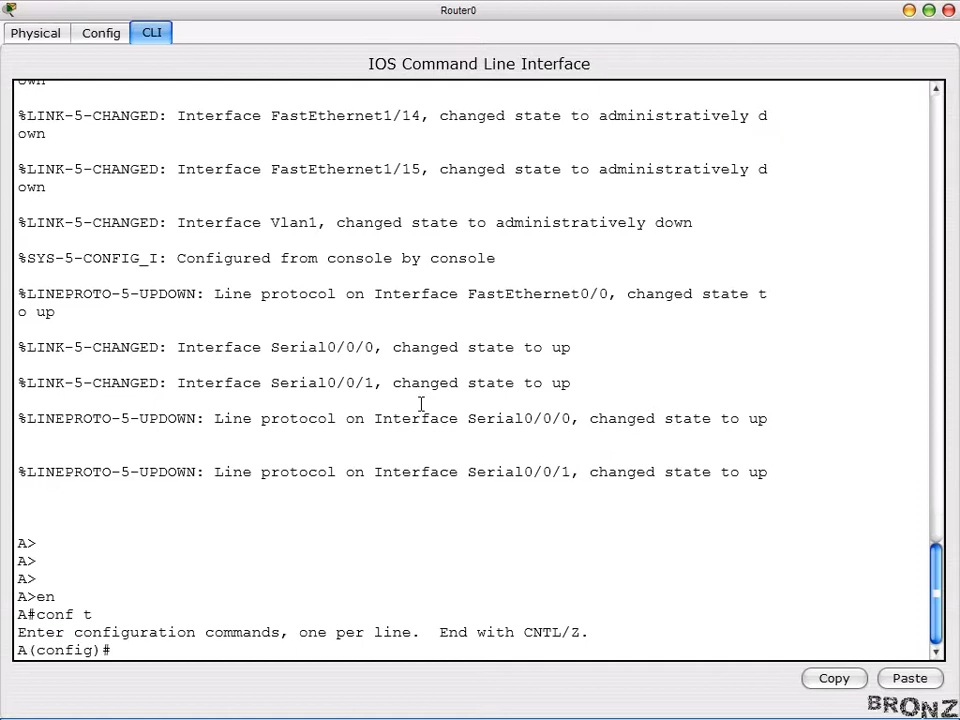 Router0
Physical Config CLI
IOS Command Line Interface
own
%LINK-5-CHANGED: Interface FastEthernet1/14, changed state to administratively d
own
%LINK-5-CHANGED: Interface FastEthernet1/15, changed state to administratively d
own
%LINK-5-CHANGED: Interface Vlan1, changed state to administratively down
%SYS-5-CONFIG_I: Configured from console by console
%LINEPROTO-5-UPDOWN: Line protocol on Interface FastEthernet0/0, changed state t
o up
%LINK-5-CHANGED: Interface Serial0/0/0, changed state to up
%LINK-5-CHANGED: Interface Serial0/0/1, changed state to up
%LINEPROTO-5-UPDOWN: Line protocol on Interface Serial0/0/0, changed state to up
%LINEPROTO-5-UPDOWN: Line protocol on Interface Serial0/0/1, changed state to up
A>
A>
A>
A>en
A#conf t
Enter configuration commands, one per line.  End with CNTL/Z.
A(config)#
Copy Paste
BRONZ